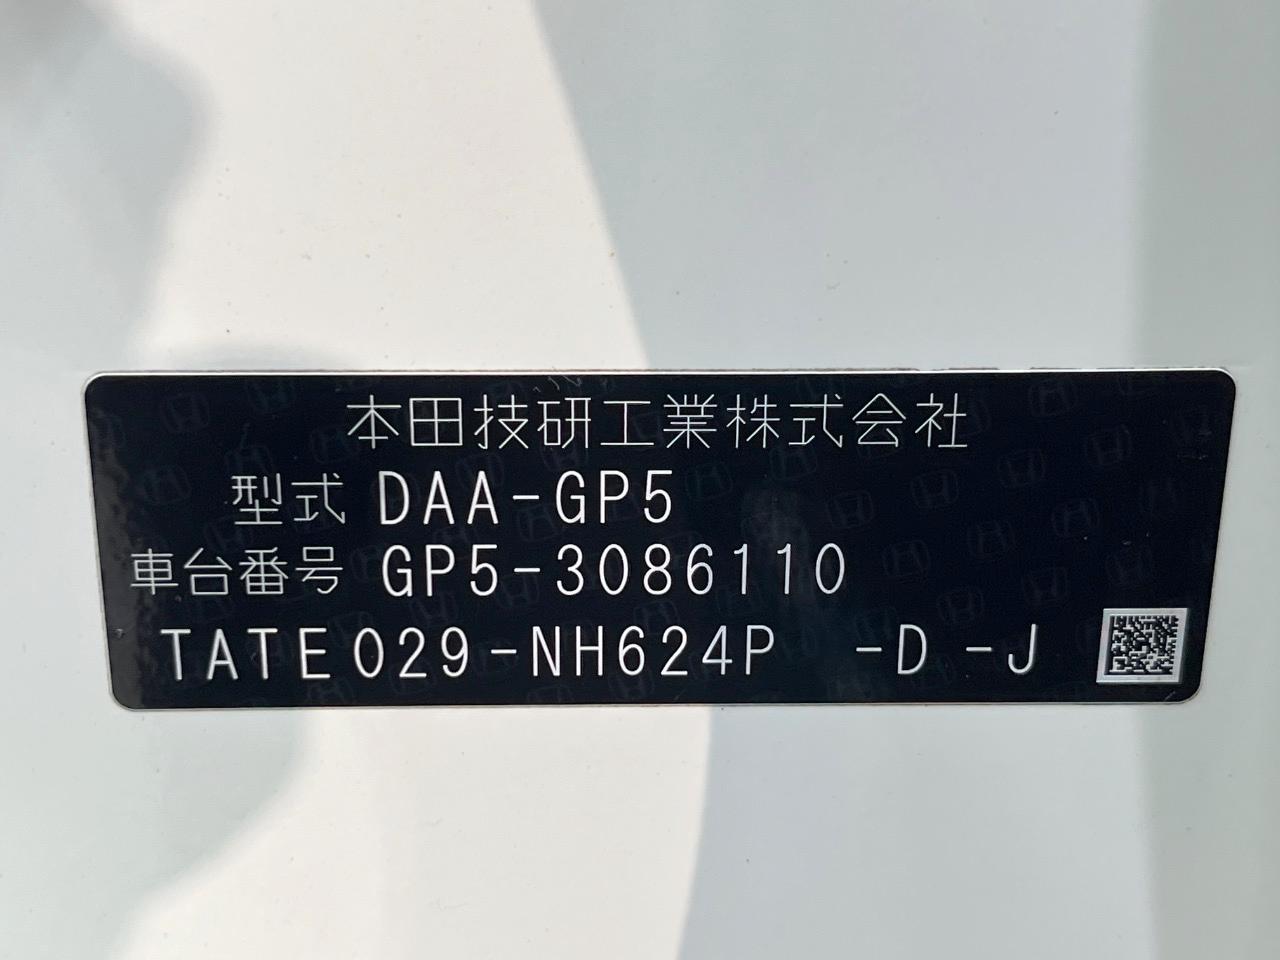 本田技研工業株式会社
型式 DAA-GP5
車台番号 GP5-3086110
TATE029-NH624P -D -J